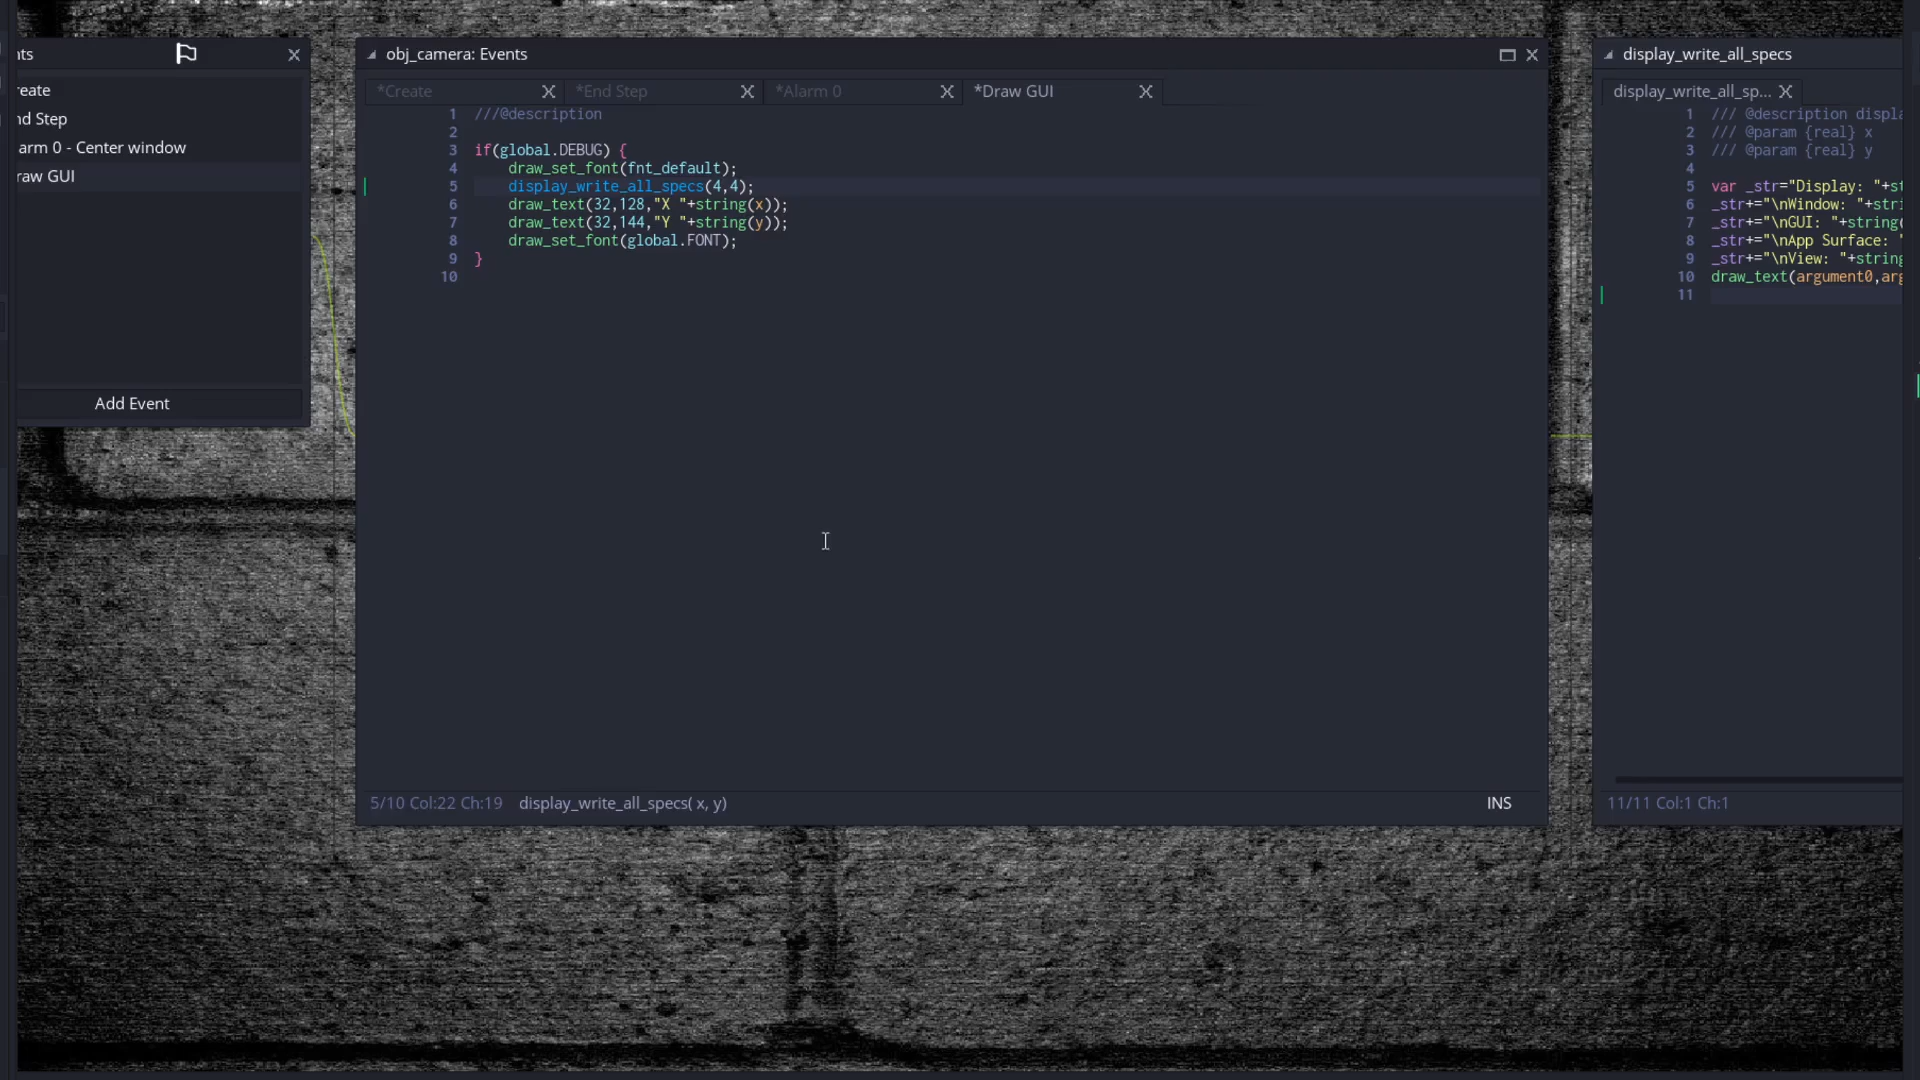 nts
obj_camera: Events
display_write_all_specs
reate
nd Step
arm 0 - Center window
raw GUI
Add Event
*Create
*End Step
*Alarm 0
*Draw GUI
1 ///@description
2
3 if(global.DEBUG) {
4 draw_set_font(fnt_default);
5 display_write_all_specs(4,4);
6 draw_text(32,128,"X "+string(x));
7 draw_text(32,144,"Y "+string(y));
8 draw_set_font(global.FONT);
9 }
10
5/10 Col:22 Ch:19 display_write_all_specs( x, y)
INS
display_write_all_sp...
1 /// @description displa
2 /// @param {real} x
3 /// @param {real} y
4
5 var _str="Display: "+st
6 _str+="\nWindow: "+stri
7 _str+="\nGUI: "+string(
8 _str+="\nApp Surface: "
9 _str+="\nView: "+string
10 draw_text(argument0,arg
11
11/11 Col:1 Ch:1